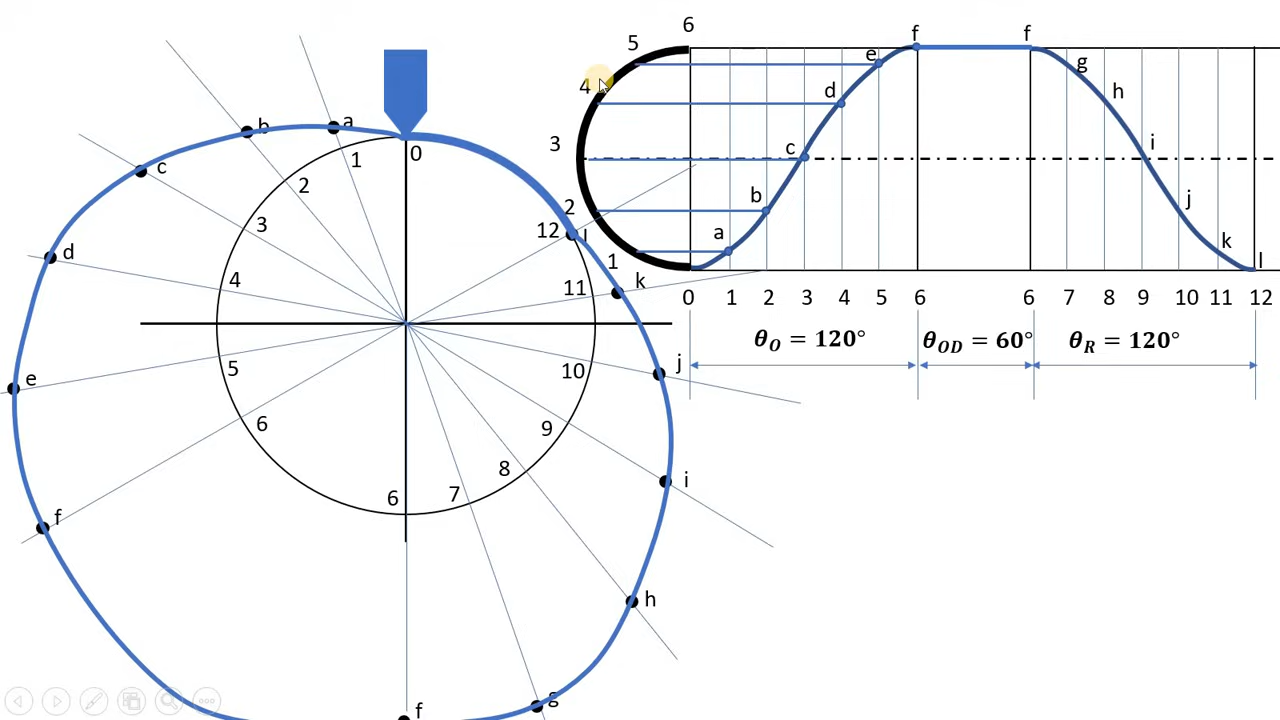 6
5
4
3
2
1
f
f
e
g
d
h
c
i
b
j
a
k
l
0 1 2 3 4 5 6 6 7 8 9 10 11 12
θ_O = 120°
θ_OD = 60°
θ_R = 120°
b
a
c
d
e
f
f
g
h
i
j
k
l
0
1
2
3
4
5
6
6
7
8
9
10
11
12